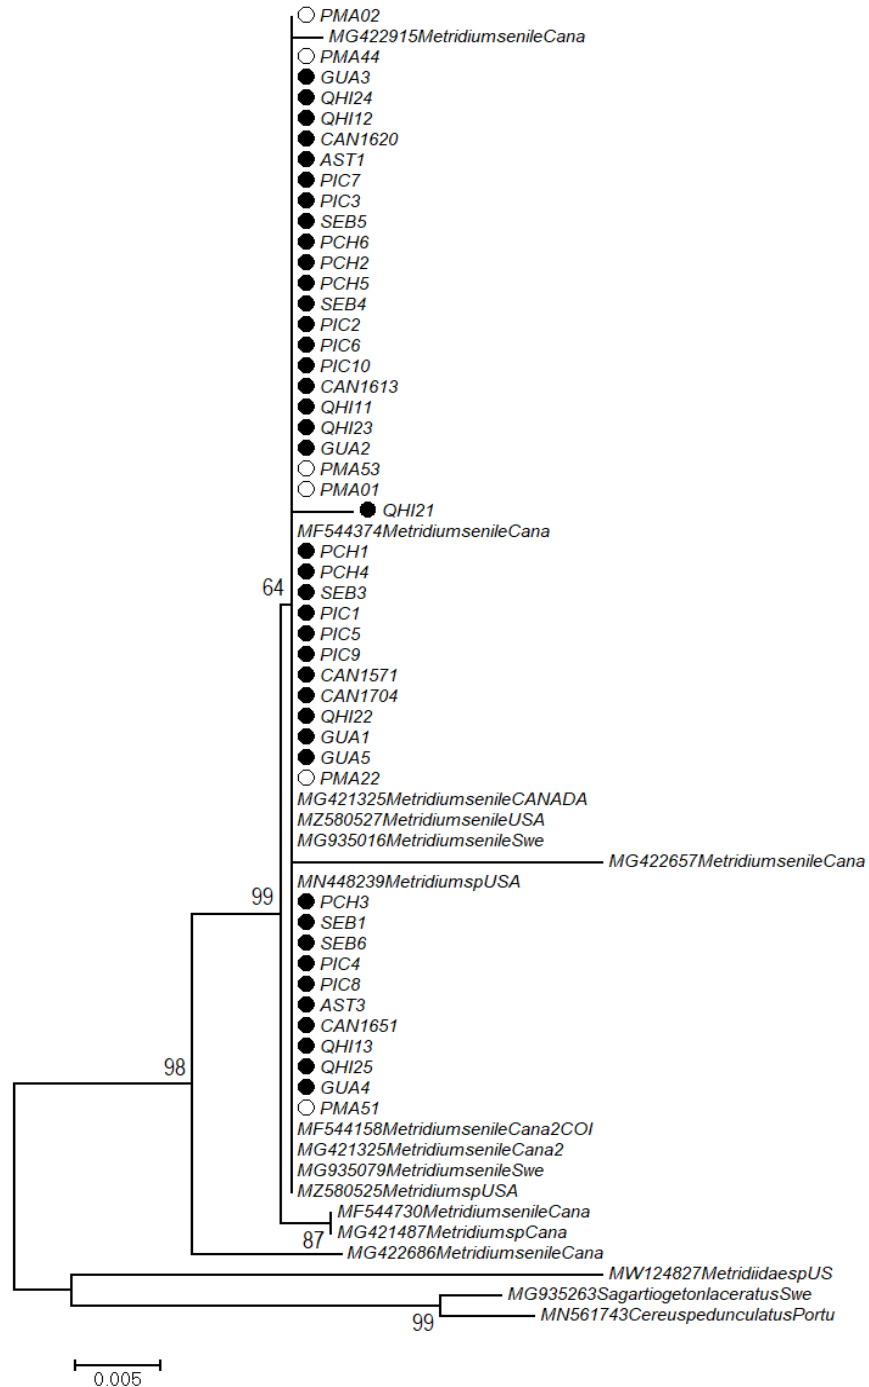 PMA02
MG422915MetridiumsenileCana
PMA44
GUA3
QHI24
QHI12
CAN1620
AST1
PIC7
PIC3
SEB5
PCH6
PCH2
PCH5
SEB4
PIC2
PIC6
PIC10
CAN1613
QHI11
QHI23
GUA2
PMA53
PMA01
QHI21
MF544374MetridiumsenileCana
PCH1
PCH4
64
SEB3
PIC1
PIC5
PIC9
CAN1571
CAN1704
QHI22
GUA1
GUA5
PMA22
MG421325MetridiumsenileCANADA
MZ580527MetridiumsenileUSA
MG935016MetridiumsenileSwe
MG422657MetridiumsenileCana
MN448239MetridiumspUSA
99
PCH3
SEB1
SEB6
PIC4
PIC8
AST3
CAN1651
QHI13
QHI25
98
GUA4
PMA51
MF544158MetridiumsenileCana2COI
MG421325MetridiumsenileCana2
MG935079MetridiumsenileSwe
MZ580525MetridiumspUSA
MF544730MetridiumsenileCana
MG421487MetridiumspCana
87
MG422686MetridiumsenileCana
MW124827MetridiidaespUS
MG935263SagartiogetonlaceratusSwe
MN561743CereuspedunculatusPortu
99
0.005